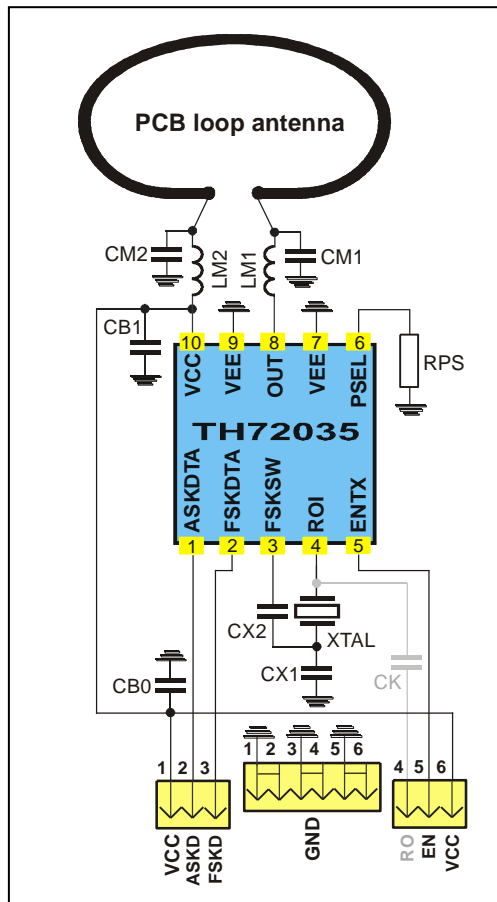 PCB loop antenna
CM2
LM2
LM1
CM1
CB1
10 9 8 7 6
VCC VEE OUT VEE PSEL
RPS
TH72035
ASKDTA FSKDTA FSKSW ROI ENTX
1 2 3 4 5
CX2
XTAL
CX1
CK
CB0
1 2 3
1 2 3 4 5 6
4 5 6
VCC ASKD FSKD
GND
RO EN VCC